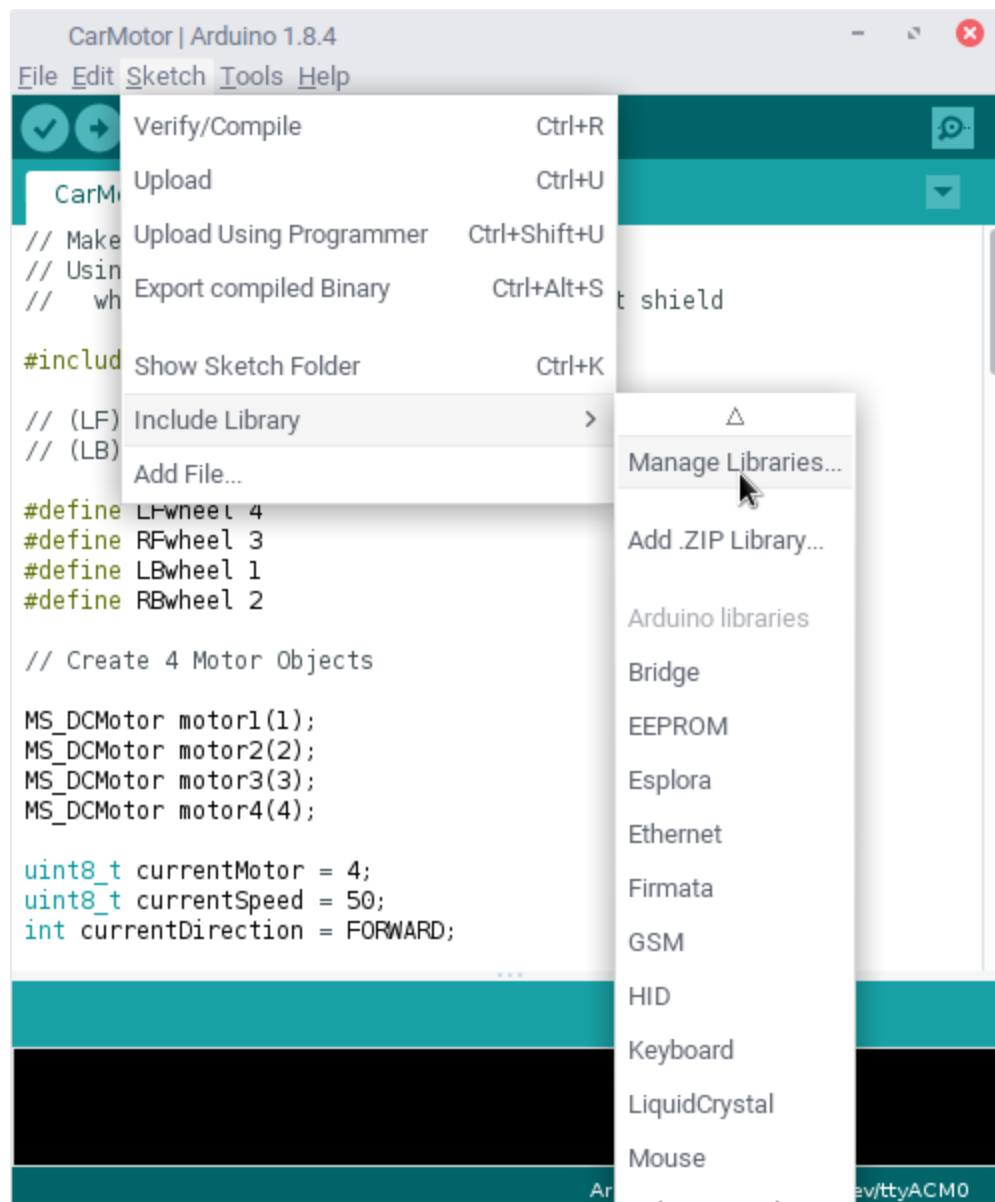 CarMotor | Arduino 1.8.4
File Edit Sketch Tools Help
Verify/Compile Ctrl+R
Upload Ctrl+U
Upload Using Programmer Ctrl+Shift+U
Export compiled Binary Ctrl+Alt+S
Show Sketch Folder Ctrl+K
Include Library
Add File...
Manage Libraries...
Add .ZIP Library...
Arduino libraries
Bridge
EEPROM
Esplora
Ethernet
Firmata
GSM
HID
Keyboard
LiquidCrystal
Mouse
CarM
// Make
// Usin
// wh t shield
#includ
// (LF)
// (LB)
#define LFwheel 4
#define RFwheel 3
#define LBwheel 1
#define RBwheel 2
// Create 4 Motor Objects
MS_DCMotor motor1(1);
MS_DCMotor motor2(2);
MS_DCMotor motor3(3);
MS_DCMotor motor4(4);
uint8_t currentMotor = 4;
uint8_t currentSpeed = 50;
int currentDirection = FORWARD;
Ar ev/ttyACM0